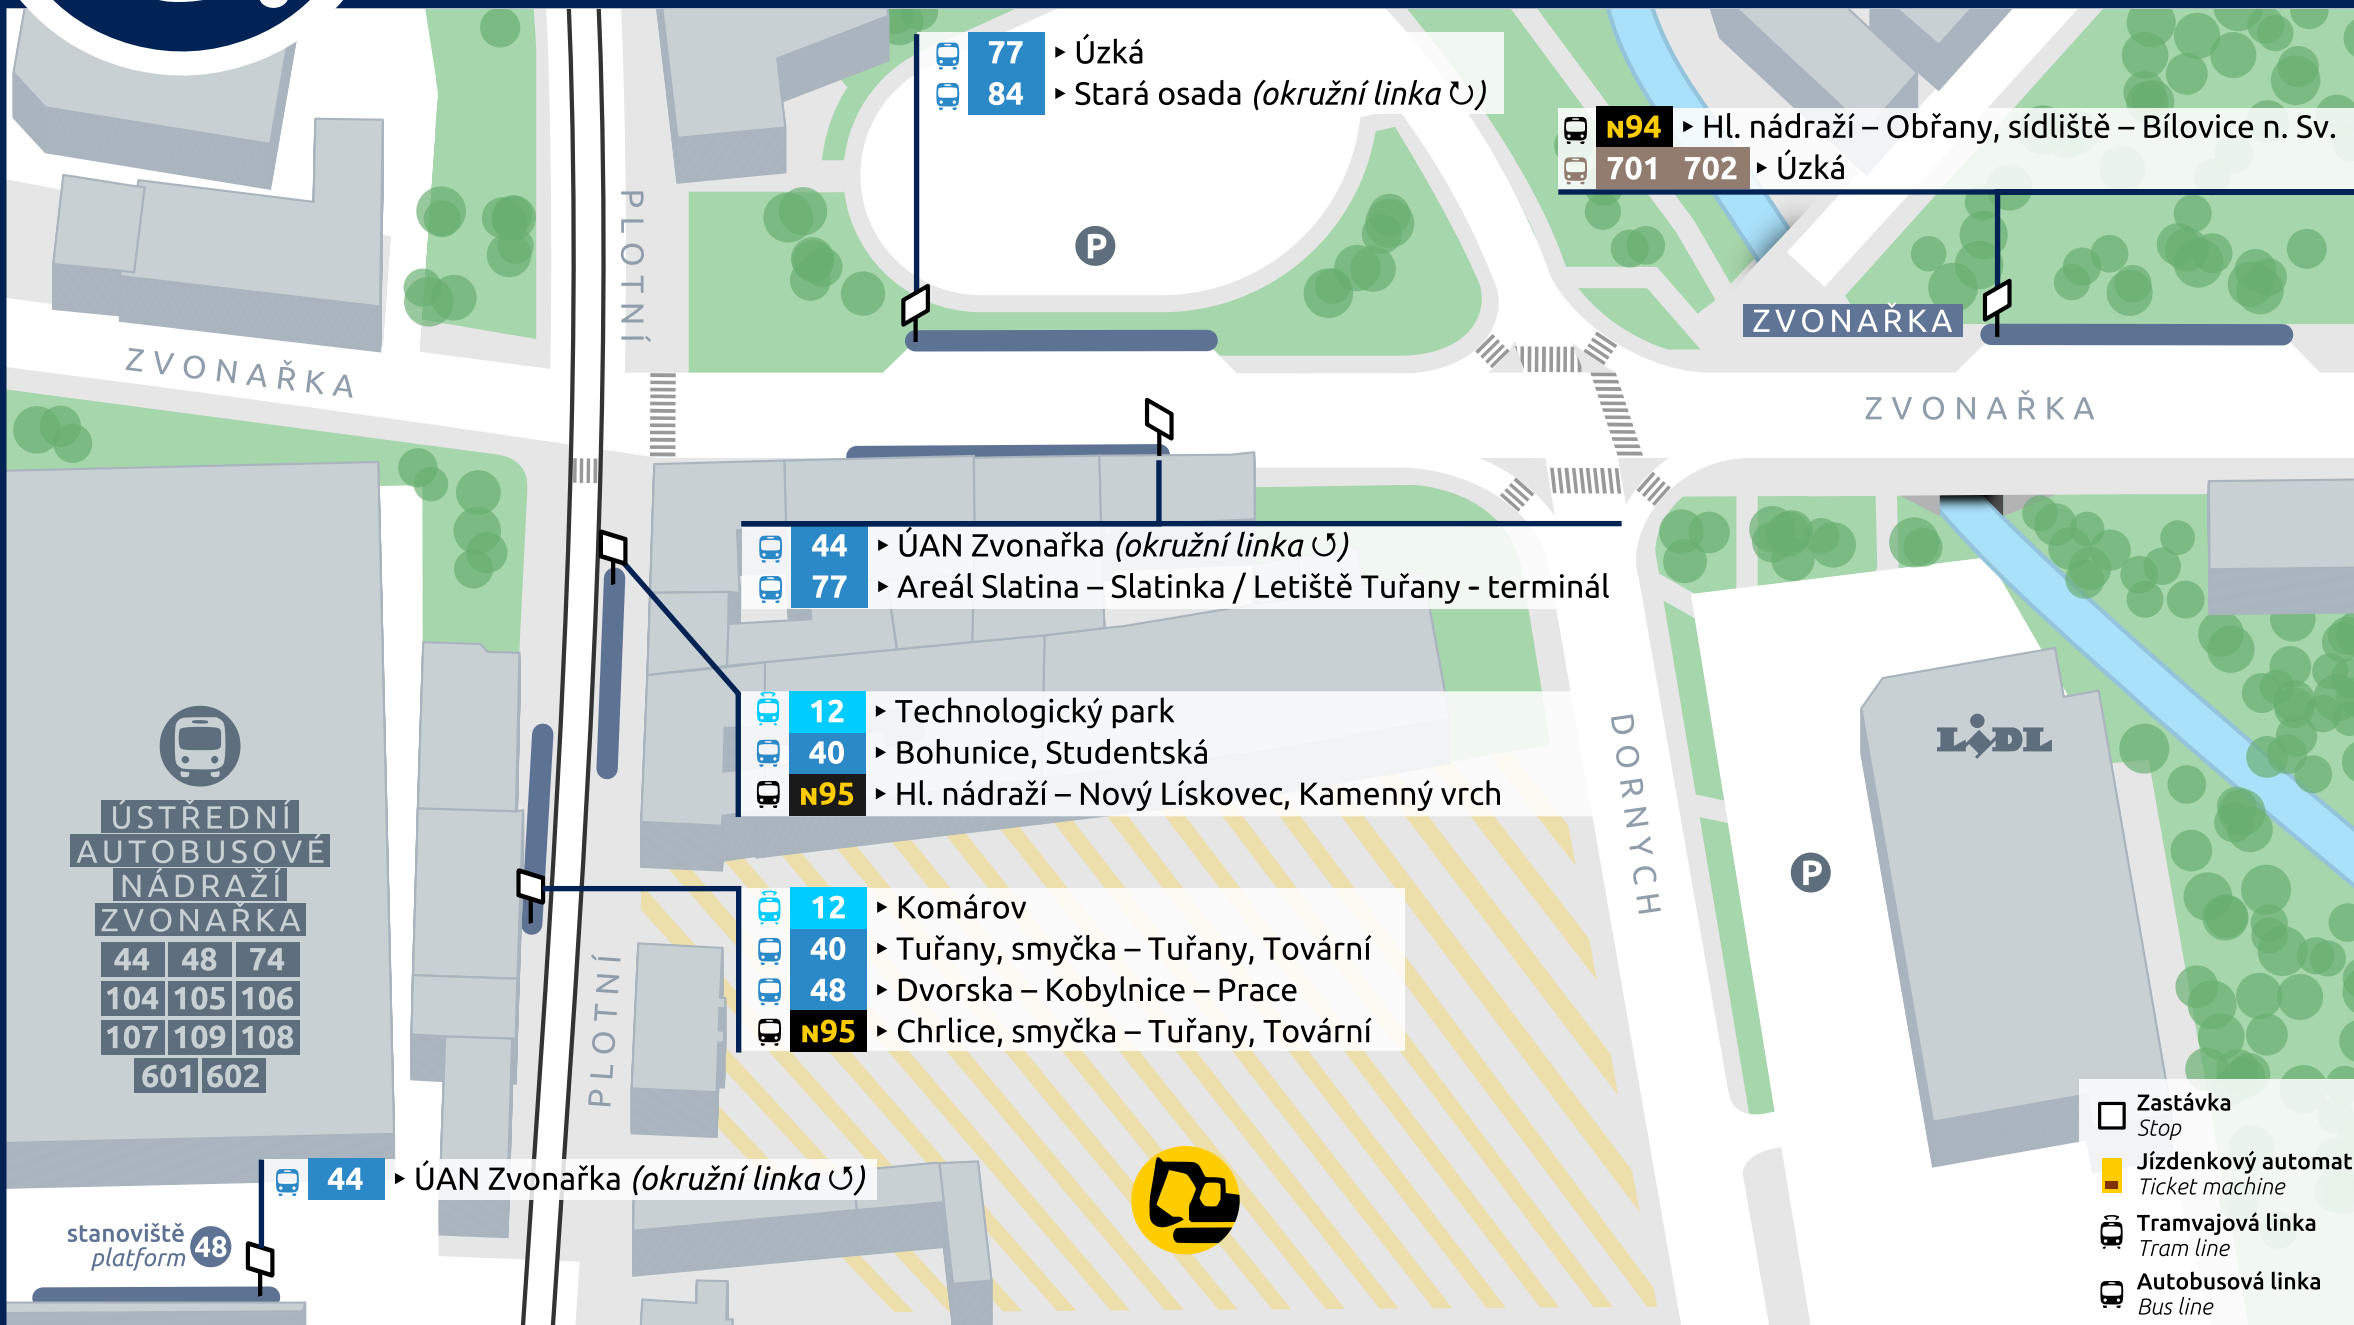 77 ▸ Úzká
84 ▸ Stará osada (okružní linka ↻)
N94 ▸ Hl. nádraží – Obřany, sídliště – Bílovice n. Sv.
701 702 ▸ Úzká
PLOTNÍ
P
ZVONAŘKA
ZVONAŘKA
ZVONAŘKA
44 ▸ ÚAN Zvonařka (okružní linka ↺)
77 ▸ Areál Slatina – Slatinka / Letiště Tuřany - terminál
12 ▸ Technologický park
40 ▸ Bohunice, Studentská
N95 ▸ Hl. nádraží – Nový Lískovec, Kamenný vrch
DORNYCH
LIDL
P
ÚSTŘEDNÍ
AUTOBUSOVÉ
NÁDRAŽÍ
ZVONAŘKA
44 48 74
104 105 106
107 109 108
601 602
12 ▸ Komárov
40 ▸ Tuřany, smyčka – Tuřany, Tovární
48 ▸ Dvorska – Kobylnice – Prace
N95 ▸ Chrlice, smyčka – Tuřany, Tovární
PLOTNÍ
44 ▸ ÚAN Zvonařka (okružní linka ↺)
stanoviště
platform 48
Zastávka
Stop
Jízdenkový automat
Ticket machine
Tramvajová linka
Tram line
Autobusová linka
Bus line